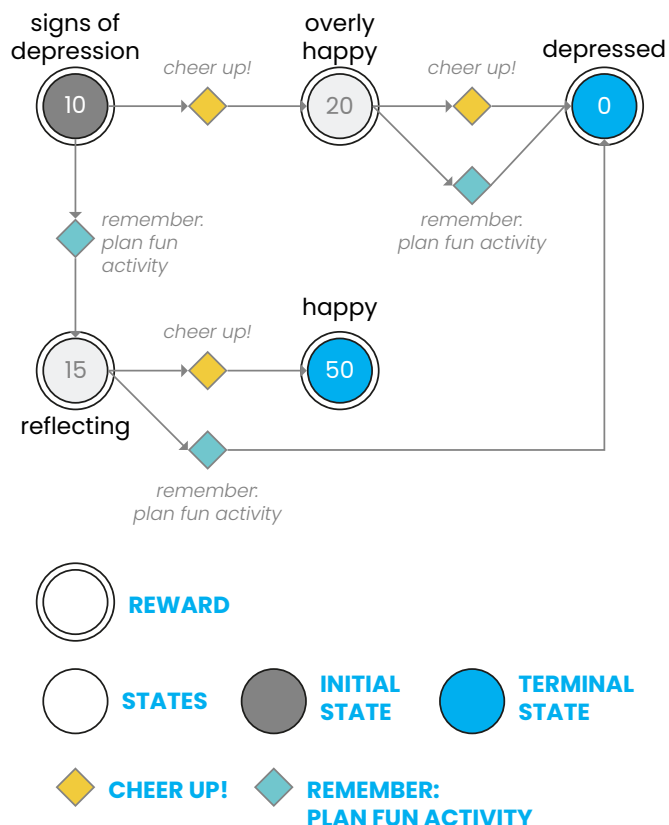 signs of
depression
overly
happy
depressed
cheer up!
cheer up!
10
20
0
remember:
plan fun
activity
remember:
plan fun activity
happy
cheer up!
15
50
reflecting
remember:
plan fun activity
REWARD
STATES
INITIAL
STATE
TERMINAL
STATE
CHEER UP!
REMEMBER:
PLAN FUN ACTIVITY